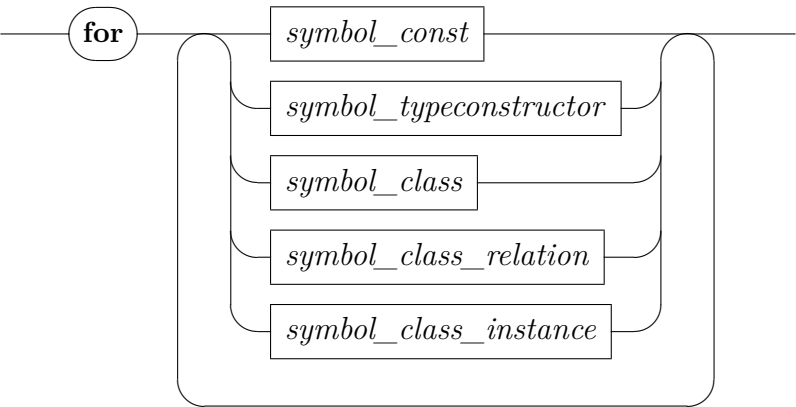 for symbol_const
symbol_typeconstructor
symbol_class
symbol_class_relation
symbol_class_instance